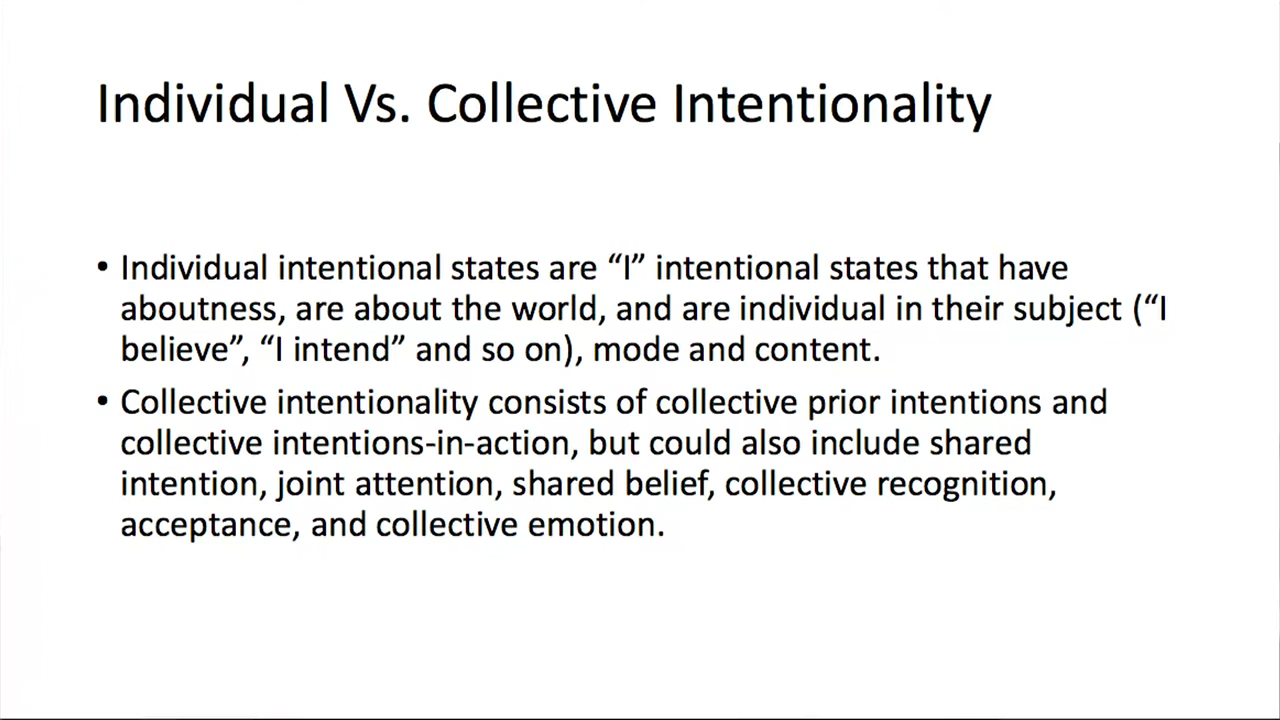 Individual Vs. Collective Intentionality
• Individual intentional states are “I” intentional states that have
aboutness, are about the world, and are individual in their subject (“I
believe”, “I intend” and so on), mode and content.
• Collective intentionality consists of collective prior intentions and
collective intentions-in-action, but could also include shared
intention, joint attention, shared belief, collective recognition,
acceptance, and collective emotion.